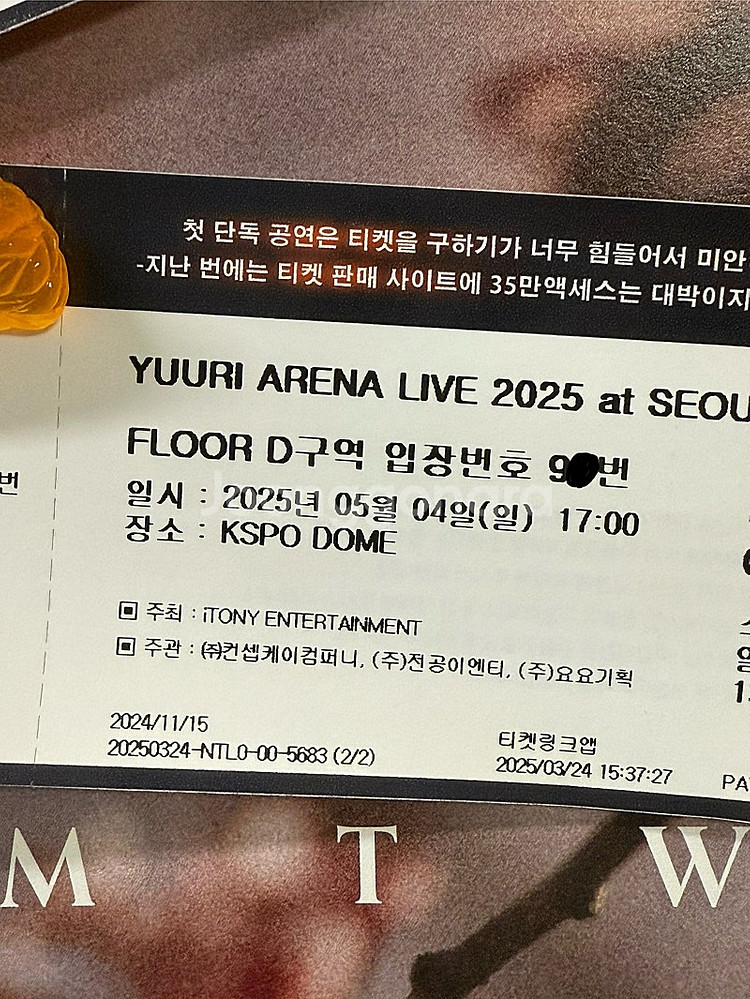 첫 단독 공연은 티켓을 구하기가 너무 힘들어서 미안
-지난 번에는 티켓 판매 사이트에 35만액세스는 대박이지
YUURI ARENA LIVE 2025 at SEOU
FLOOR D구역 입장번호 9 번
일시 : 2025년 05월 04일(일) 17:00
장소 : KSPO DOME
번
▣ 주최 : iTONY ENTERTAINMENT
▣ 주관 : ㈜컨셉케이컴퍼니, (주)전공이엔티, (주)요요기획
2024/11/15
20250324-NTL0-00-5683 (2/2)
티켓링크앱
2025/03/24 15:37:27
PA
M T W